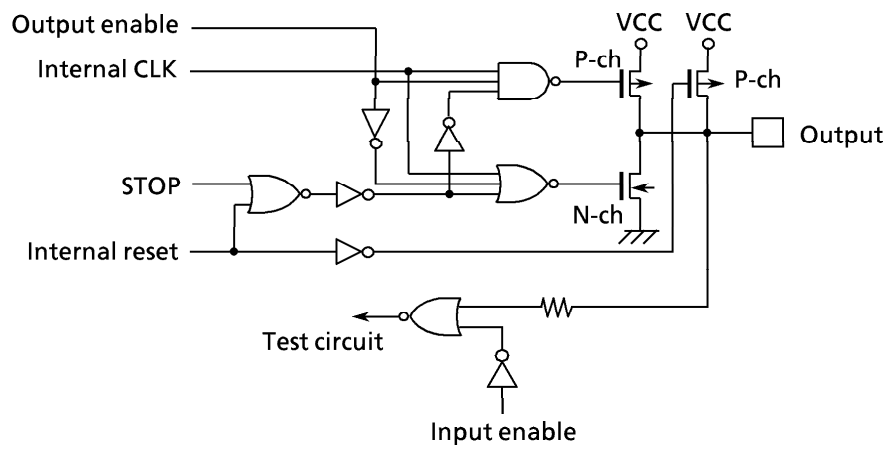 Output enable
VCC
VCC
Internal CLK
P-ch
P-ch
Output
STOP
N-ch
Internal reset
Test circuit
Input enable